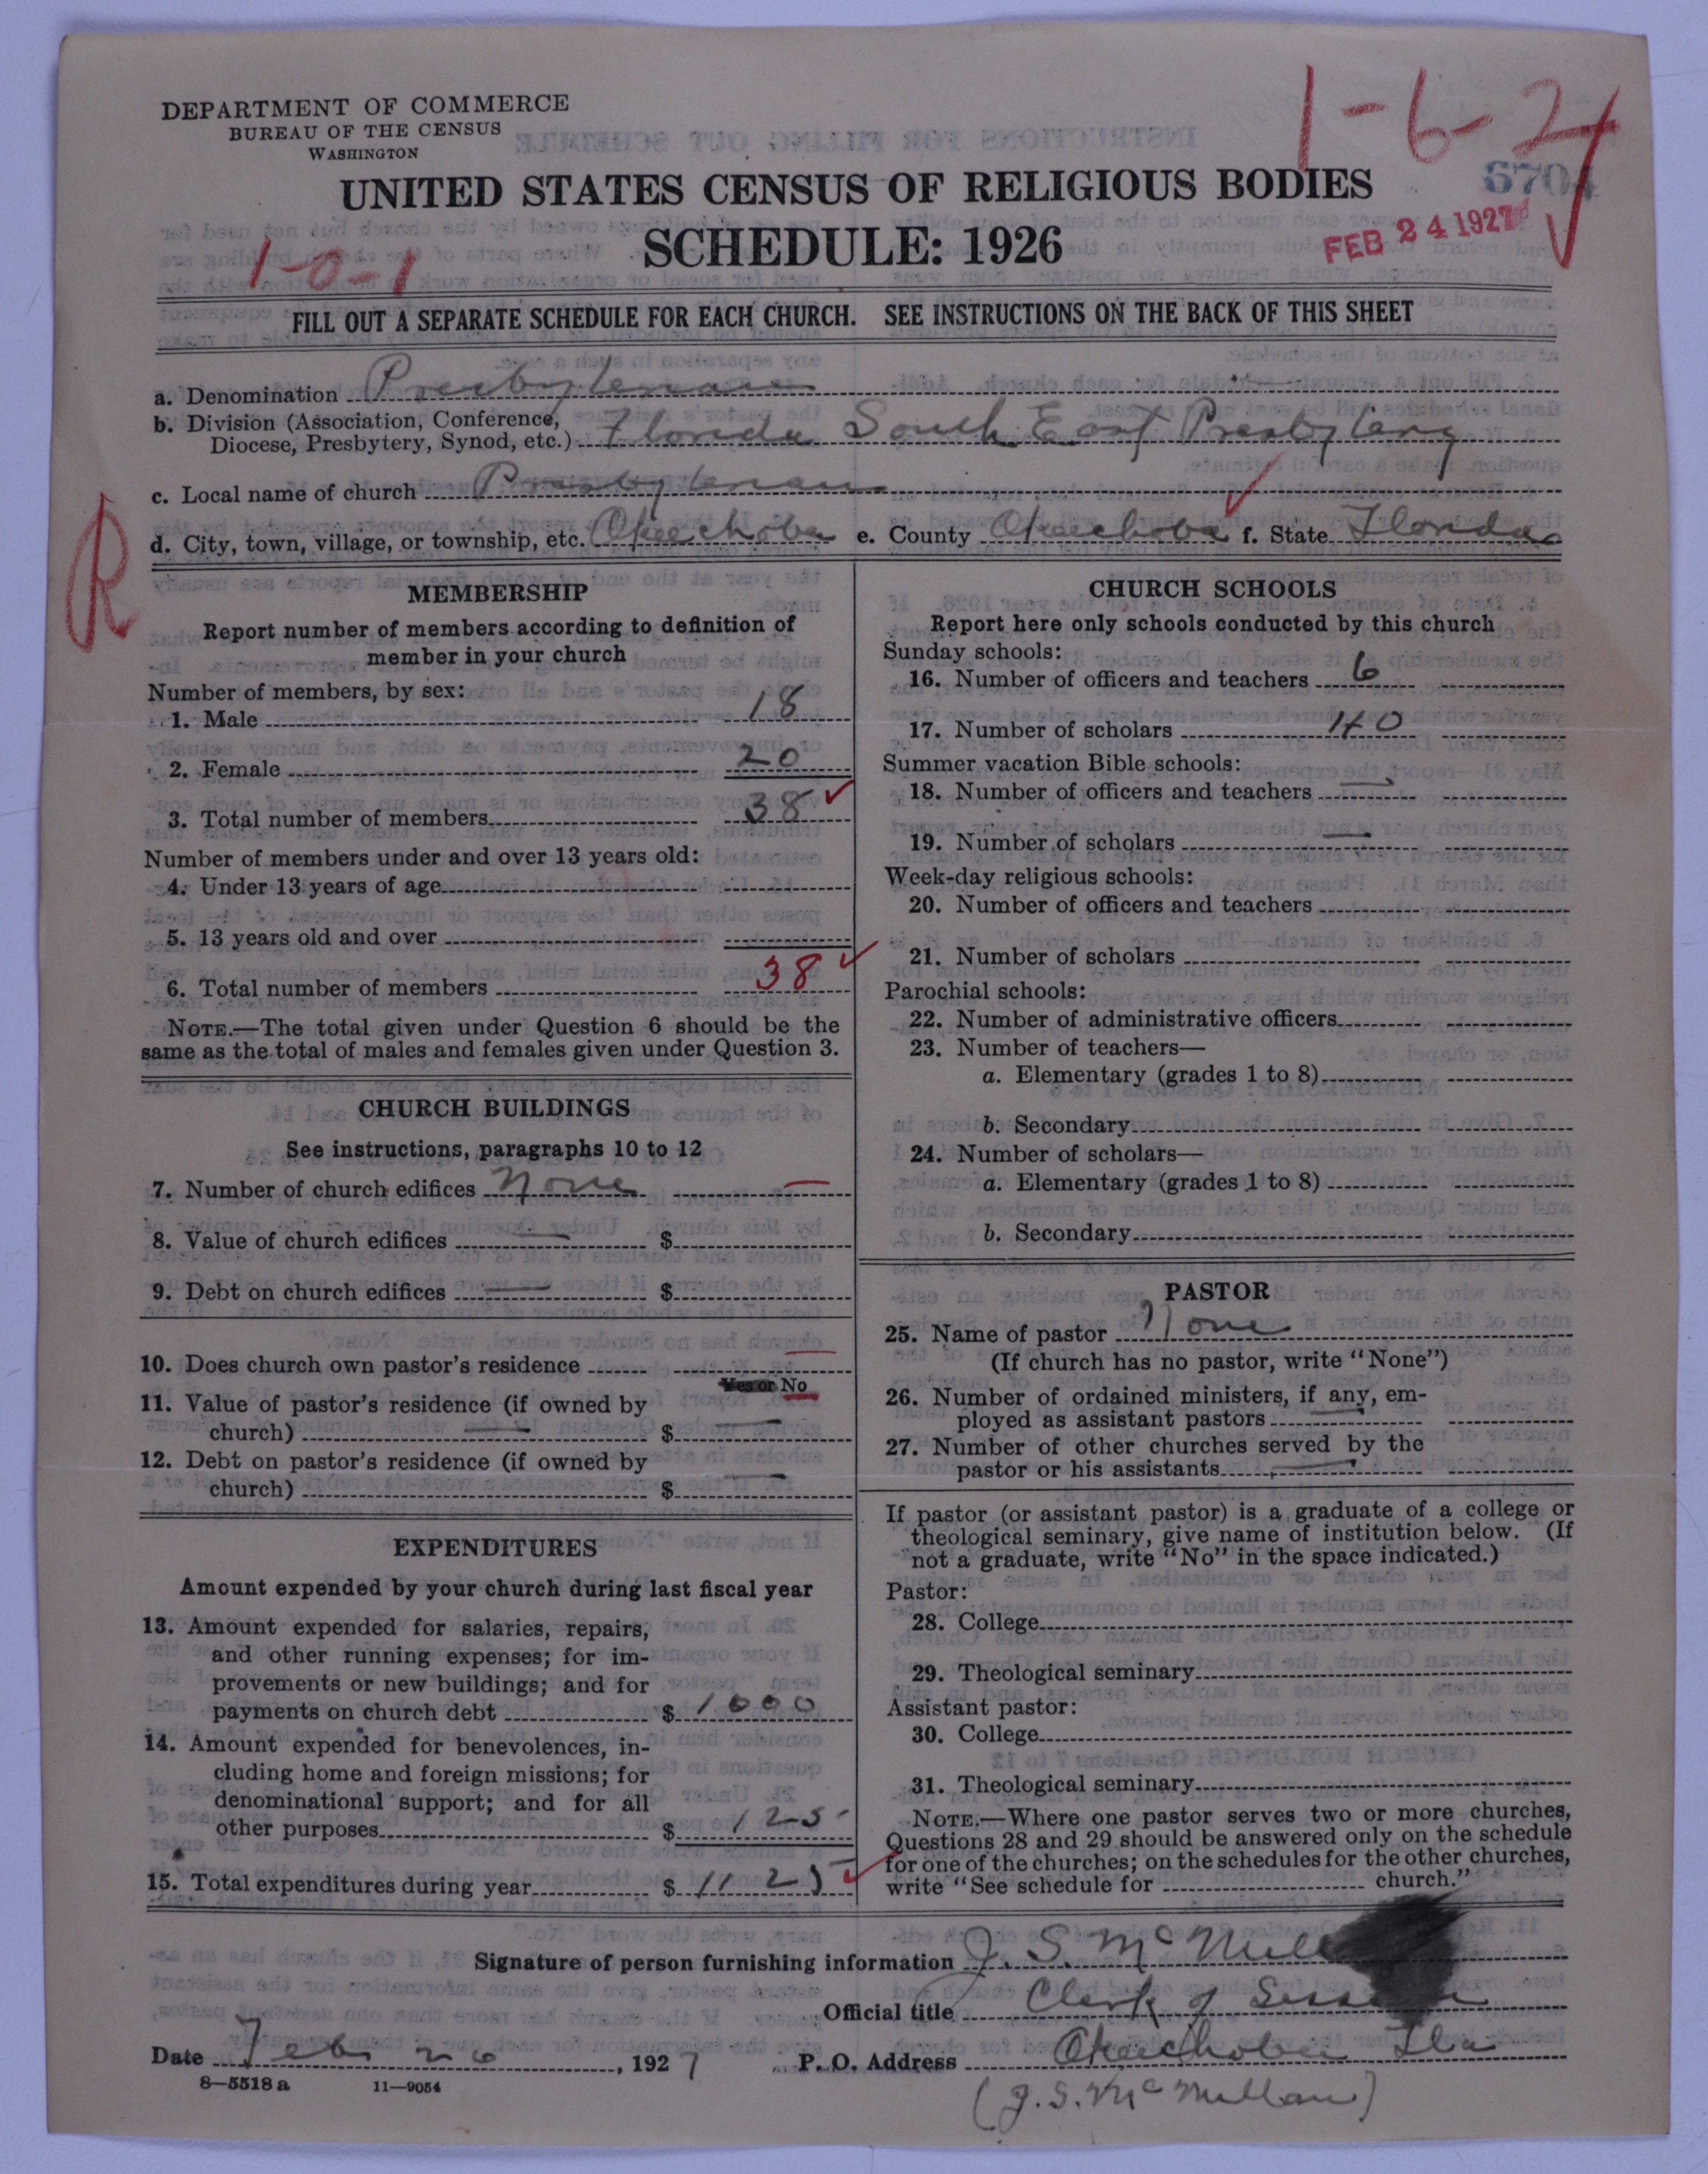 DEPARTMENT OF COMMERCE
BUREAU OF THE CENSUS
WASHINGTON
1-6-2
6704
UNITED STATES CENSUS OF RELIGIOUS BODIES
SCHEDULE: 1926
FEB 24 1927
1-0-1
FILL OUT A SEPARATE SCHEDULE FOR EACH CHURCH. SEE INSTRUCTIONS ON THE BACK OF THIS SHEET
a. Denomination Presbyterian
b. Division (Association, Conference,
Diocese, Presbytery, Synod, etc.) Florida South East Presbytery
c. Local name of church Presbyterian
d. City, town, village, or township, etc. Okeechobee e. County Okeechobee f. State Florida
R
MEMBERSHIP
Report number of members according to definition of
member in your church
Number of members, by sex:
1. Male 18
2. Female 20
3. Total number of members 38
Number of members under and over 13 years old:
4. Under 13 years of age
5. 13 years old and over
6. Total number of members 38
NOTE.—The total given under Question 6 should be the
same as the total of males and females given under Question 3.
CHURCH BUILDINGS
See instructions, paragraphs 10 to 12
7. Number of church edifices None —
8. Value of church edifices — $
9. Debt on church edifices — $
10. Does church own pastor's residence —
Yes or No
11. Value of pastor's residence (if owned by
church) — $ —
12. Debt on pastor's residence (if owned by
church) $ —
EXPENDITURES
Amount expended by your church during last fiscal year
13. Amount expended for salaries, repairs,
and other running expenses; for im-
provements or new buildings; and for
payments on church debt $ 1000
14. Amount expended for benevolences, in-
cluding home and foreign missions; for
denominational support; and for all
other purposes $ 125
15. Total expenditures during year $ 1125
CHURCH SCHOOLS
Report here only schools conducted by this church
Sunday schools:
16. Number of officers and teachers 6
17. Number of scholars 40
Summer vacation Bible schools:
18. Number of officers and teachers —
19. Number of scholars —
Week-day religious schools:
20. Number of officers and teachers
21. Number of scholars
Parochial schools:
22. Number of administrative officers
23. Number of teachers—
a. Elementary (grades 1 to 8)
b. Secondary
24. Number of scholars—
a. Elementary (grades 1 to 8)
b. Secondary
PASTOR
25. Name of pastor None
(If church has no pastor, write "None")
26. Number of ordained ministers, if any, em-
ployed as assistant pastors —
27. Number of other churches served by the
pastor or his assistants —
If pastor (or assistant pastor) is a graduate of a college or
theological seminary, give name of institution below. (If
not a graduate, write "No" in the space indicated.)
Pastor:
28. College
29. Theological seminary
Assistant pastor:
30. College
31. Theological seminary
NOTE.—Where one pastor serves two or more churches,
Questions 28 and 29 should be answered only on the schedule
for one of the churches; on the schedules for the other churches,
write "See schedule for church."
Signature of person furnishing information J. S. McMill
Official title Clerk of Session
Date Feb 26, 1927 P. O. Address Okeechobee Fla
8—5518 a 11—9054
(J. S. McMillan)